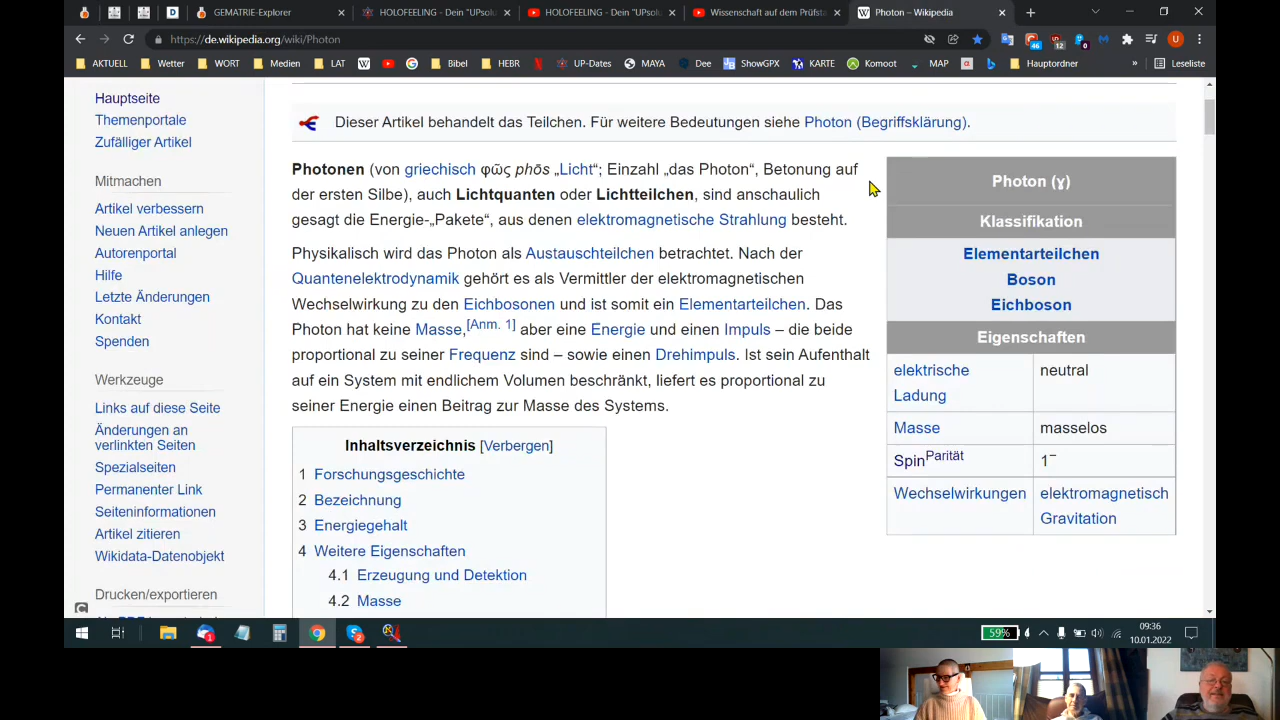 GEMATRIE-Explorer
HOLOFEELING - Dein "UPsolu
HOLOFEELING - Dein "UPsolu
Wissenschaft auf dem Prüfsta
Photon – Wikipedia
https://de.wikipedia.org/wiki/Photon
AKTUELL Wetter WORT Medien LAT Bibel HEBR UP-Dates MAYA Dee ShowGPX KARTE Komoot MAP Hauptordner » Leseliste
Hauptseite
Themenportale
Zufälliger Artikel
Mitmachen
Artikel verbessern
Neuen Artikel anlegen
Autorenportal
Hilfe
Letzte Änderungen
Kontakt
Spenden
Werkzeuge
Links auf diese Seite
Änderungen an
verlinkten Seiten
Spezialseiten
Permanenter Link
Seiteninformationen
Artikel zitieren
Wikidata-Datenobjekt
Drucken/exportieren
Dieser Artikel behandelt das Teilchen. Für weitere Bedeutungen siehe Photon (Begriffsklärung).
Photonen (von griechisch φῶς phōs „Licht“; Einzahl „das Photon“, Betonung auf
der ersten Silbe), auch Lichtquanten oder Lichtteilchen, sind anschaulich
gesagt die Energie-„Pakete“, aus denen elektromagnetische Strahlung besteht.
Physikalisch wird das Photon als Austauschteilchen betrachtet. Nach der
Quantenelektrodynamik gehört es als Vermittler der elektromagnetischen
Wechselwirkung zu den Eichbosonen und ist somit ein Elementarteilchen. Das
Photon hat keine Masse,[Anm. 1] aber eine Energie und einen Impuls – die beide
proportional zu seiner Frequenz sind – sowie einen Drehimpuls. Ist sein Aufenthalt
auf ein System mit endlichem Volumen beschränkt, liefert es proportional zu
seiner Energie einen Beitrag zur Masse des Systems.
Inhaltsverzeichnis [Verbergen]
1 Forschungsgeschichte
2 Bezeichnung
3 Energiegehalt
4 Weitere Eigenschaften
4.1 Erzeugung und Detektion
4.2 Masse
Photon (ɣ)
Klassifikation
Elementarteilchen
Boson
Eichboson
Eigenschaften
elektrische neutral
Ladung
Masse masselos
SpinParität 1−
Wechselwirkungen elektromagnetisch
Gravitation
59%
09:36
10.01.2022